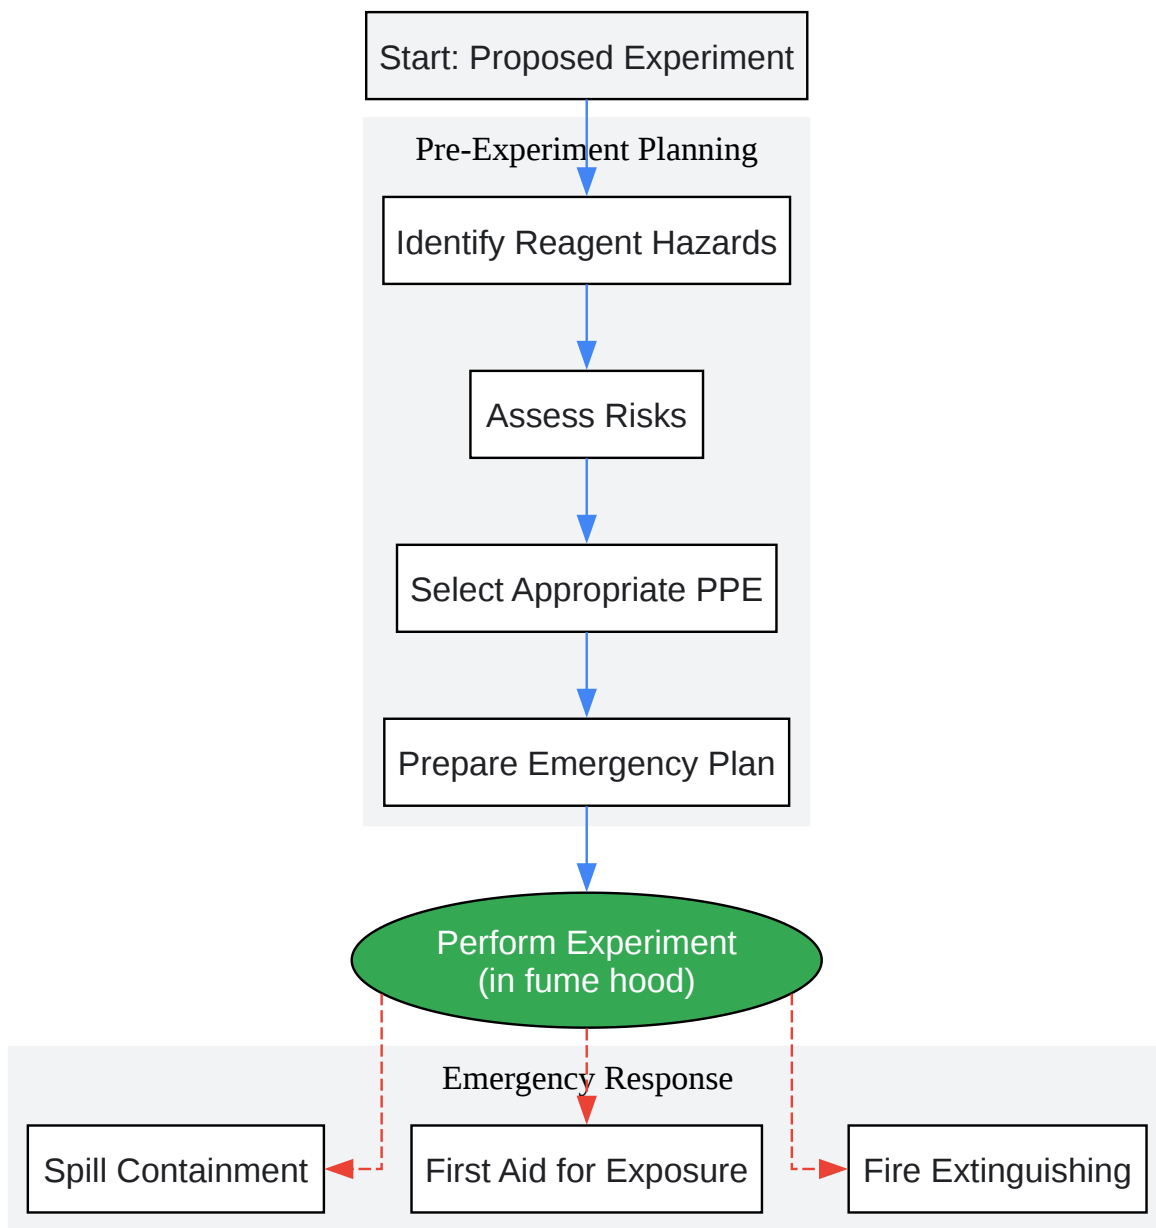 Start: Proposed Experiment
Pre-Experiment Planning
Identify Reagent Hazards
Assess Risks
Select Appropriate PPE
Prepare Emergency Plan
Perform Experiment
(in fume hood)
Emergency Response
Spill Containment
First Aid for Exposure
Fire Extinguishing